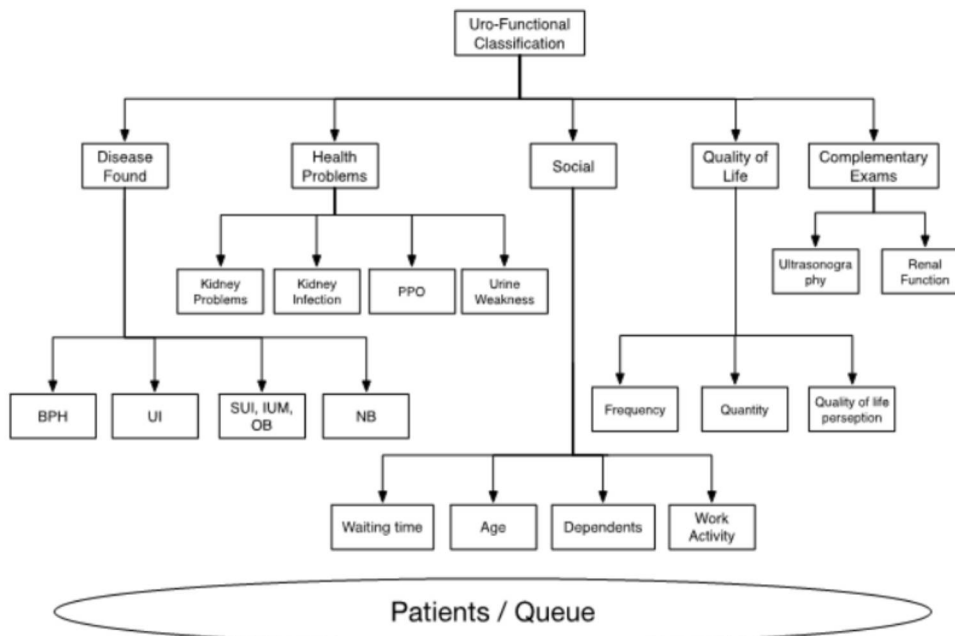 Uro-Functional
Classification
Disease
Found
Health
Problems
Social
Quality of
Life
Complementary
Exams
Kidney
Problems
Kidney
Infection
PPO
Urine
Weakness
Ultrasonogra
phy
Renal
Function
BPH
UI
SUI, IUM,
OB
NB
Frequency
Quantity
Quality of life
perseption
Waiting time
Age
Dependents
Work
Activity
Patients / Queue